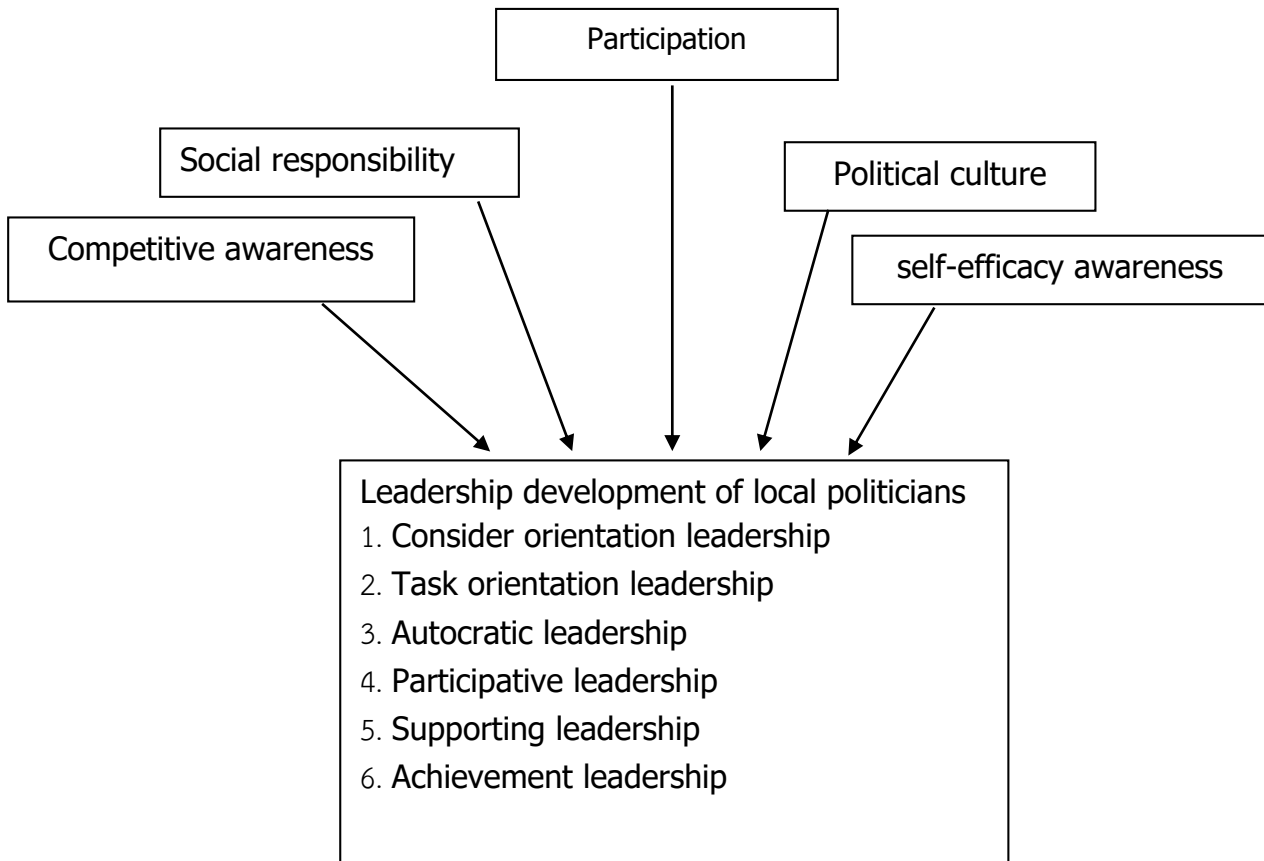 Participation
Social responsibility
Political culture
Competitive awareness
self-efficacy awareness
Leadership development of local politicians
1. Consider orientation leadership
2. Task orientation leadership
3. Autocratic leadership
4. Participative leadership
5. Supporting leadership
6. Achievement leadership